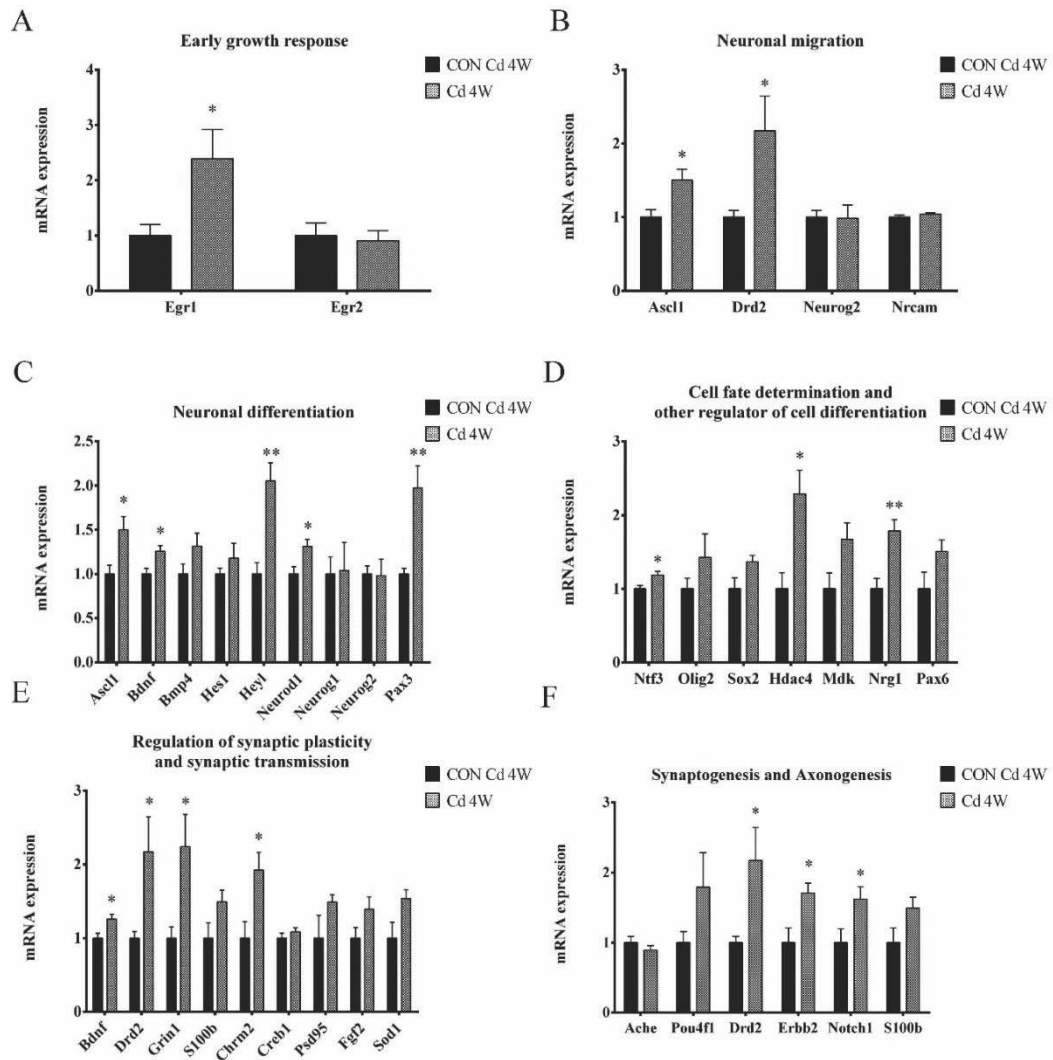 A
Early growth response
CON Cd 4W
Cd 4W
mRNA expression
4
3
2
1
0
*
Egr1
Egr2
B
Neuronal migration
CON Cd 4W
Cd 4W
mRNA expression
3
2
1
0
*
*
Ascl1
Drd2
Neurog2
Nrcam
C
Neuronal differentiation
CON Cd 4W
Cd 4W
mRNA expression
2.5
2.0
1.5
1.0
0.5
0.0
*
*
**
*
**
Ascl1
Bdnf
Bmp4
Hes1
Heyl
Neurod1
Neurog1
Neurog2
Pax3
D
Cell fate determination and
other regulator of cell differentiation
CON Cd 4W
Cd 4W
mRNA expression
3
2
1
0
*
*
**
Ntf3
Olig2
Sox2
Hdac4
Mdk
Nrg1
Pax6
E
Regulation of synaptic plasticity
and synaptic transmission
CON Cd 4W
Cd 4W
mRNA expression
3
2
1
0
*
*
*
*
Bdnf
Drd2
Grin1
S100b
Chrm2
Creb1
Psd95
Fgf2
Sod1
F
Synaptogenesis and Axonogenesis
CON Cd 4W
Cd 4W
mRNA expression
3
2
1
0
*
*
*
Ache
Pou4f1
Drd2
Erbb2
Notch1
S100b